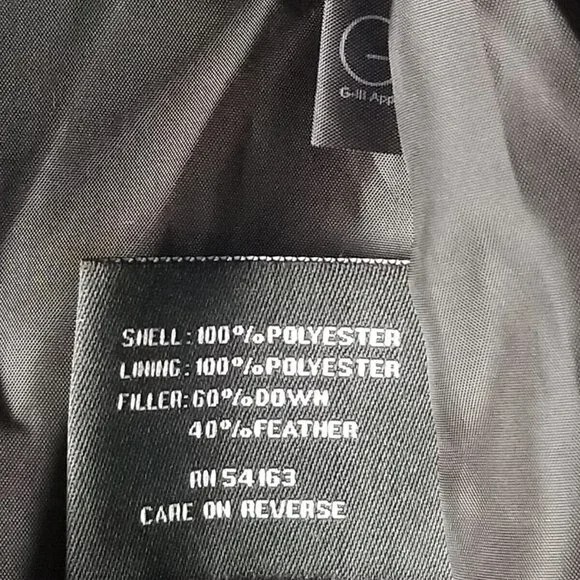 G
G-III App
SHELL: 100% POLYESTER
LINING: 100% POLYESTER
FILLER: 60% DOWN
40% FEATHER
RN 54163
CARE ON REVERSE